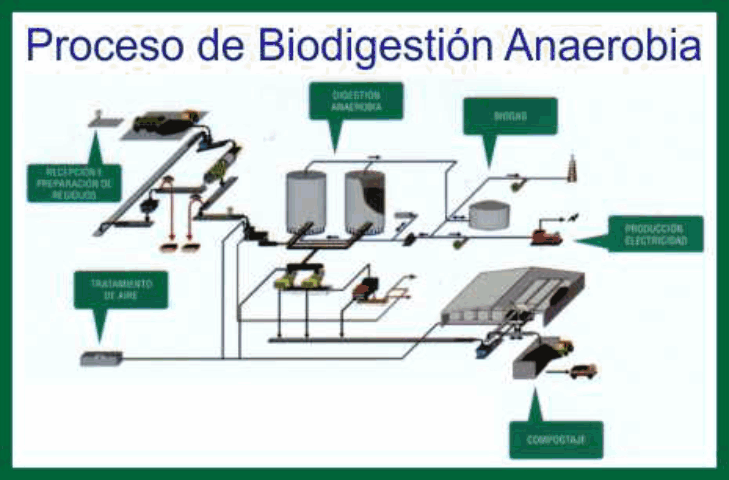 Proceso de Biodigestión Anaerobia
DIGESTIÓN
ANAEROBIA
BIOGAS
RECEPCIÓN Y
PREPARACIÓN DE
RESIDUOS
PRODUCCIÓN
ELECTRICIDAD
TRATAMIENTO
DE AIRE
COMPOSTAJE